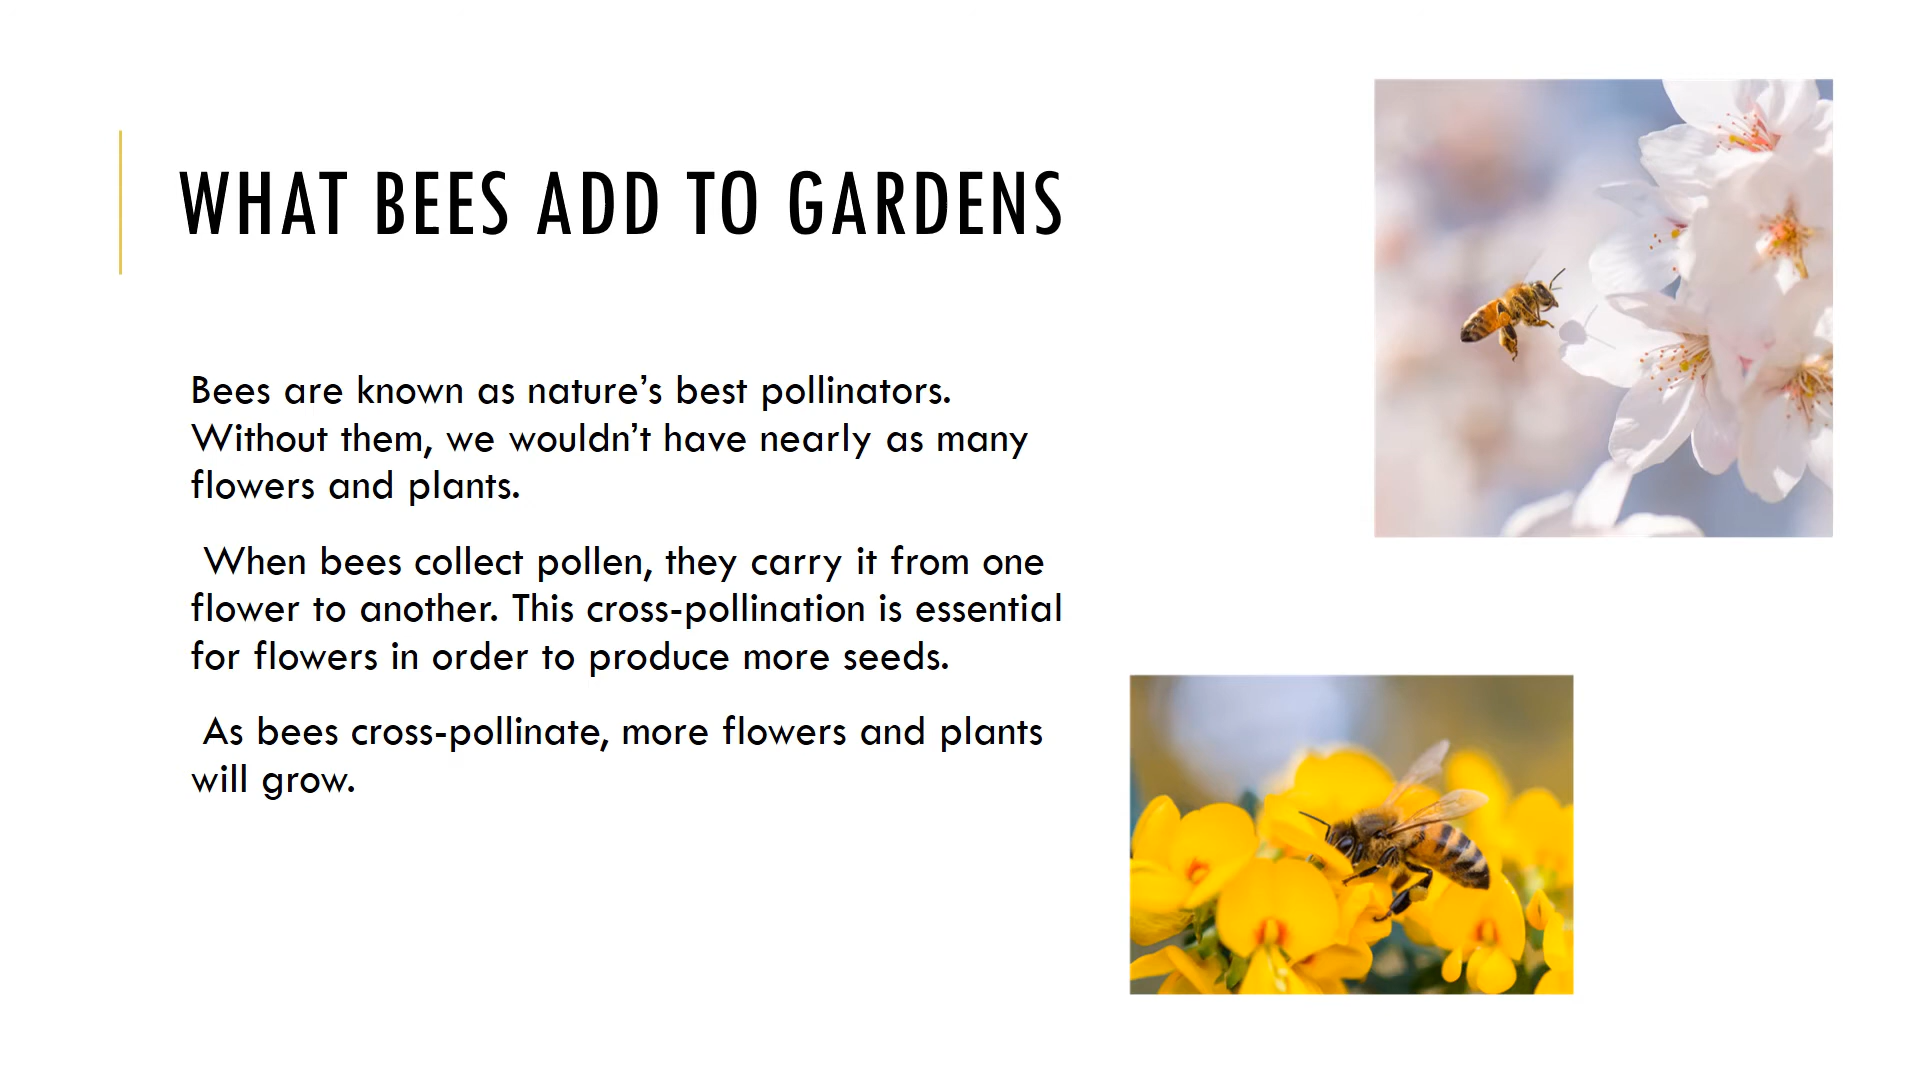 WHAT BEES ADD TO GARDENS
Bees are known as nature’s best pollinators.
Without them, we wouldn’t have nearly as many
flowers and plants.
When bees collect pollen, they carry it from one
flower to another. This cross-pollination is essential
for flowers in order to produce more seeds.
As bees cross-pollinate, more flowers and plants
will grow.